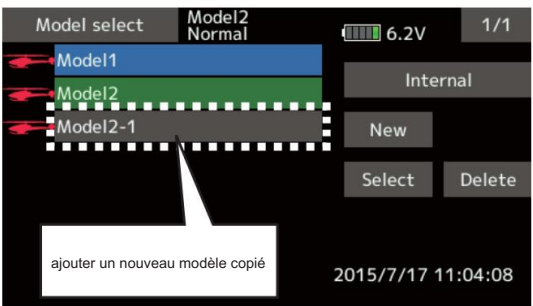 Model select
Model2
Normal
6.2V
1/1
Model1
Internal
Model2
Model2-1
New
Select
Delete
ajouter un nouveau modèle copié
2015/7/17 11:04:08